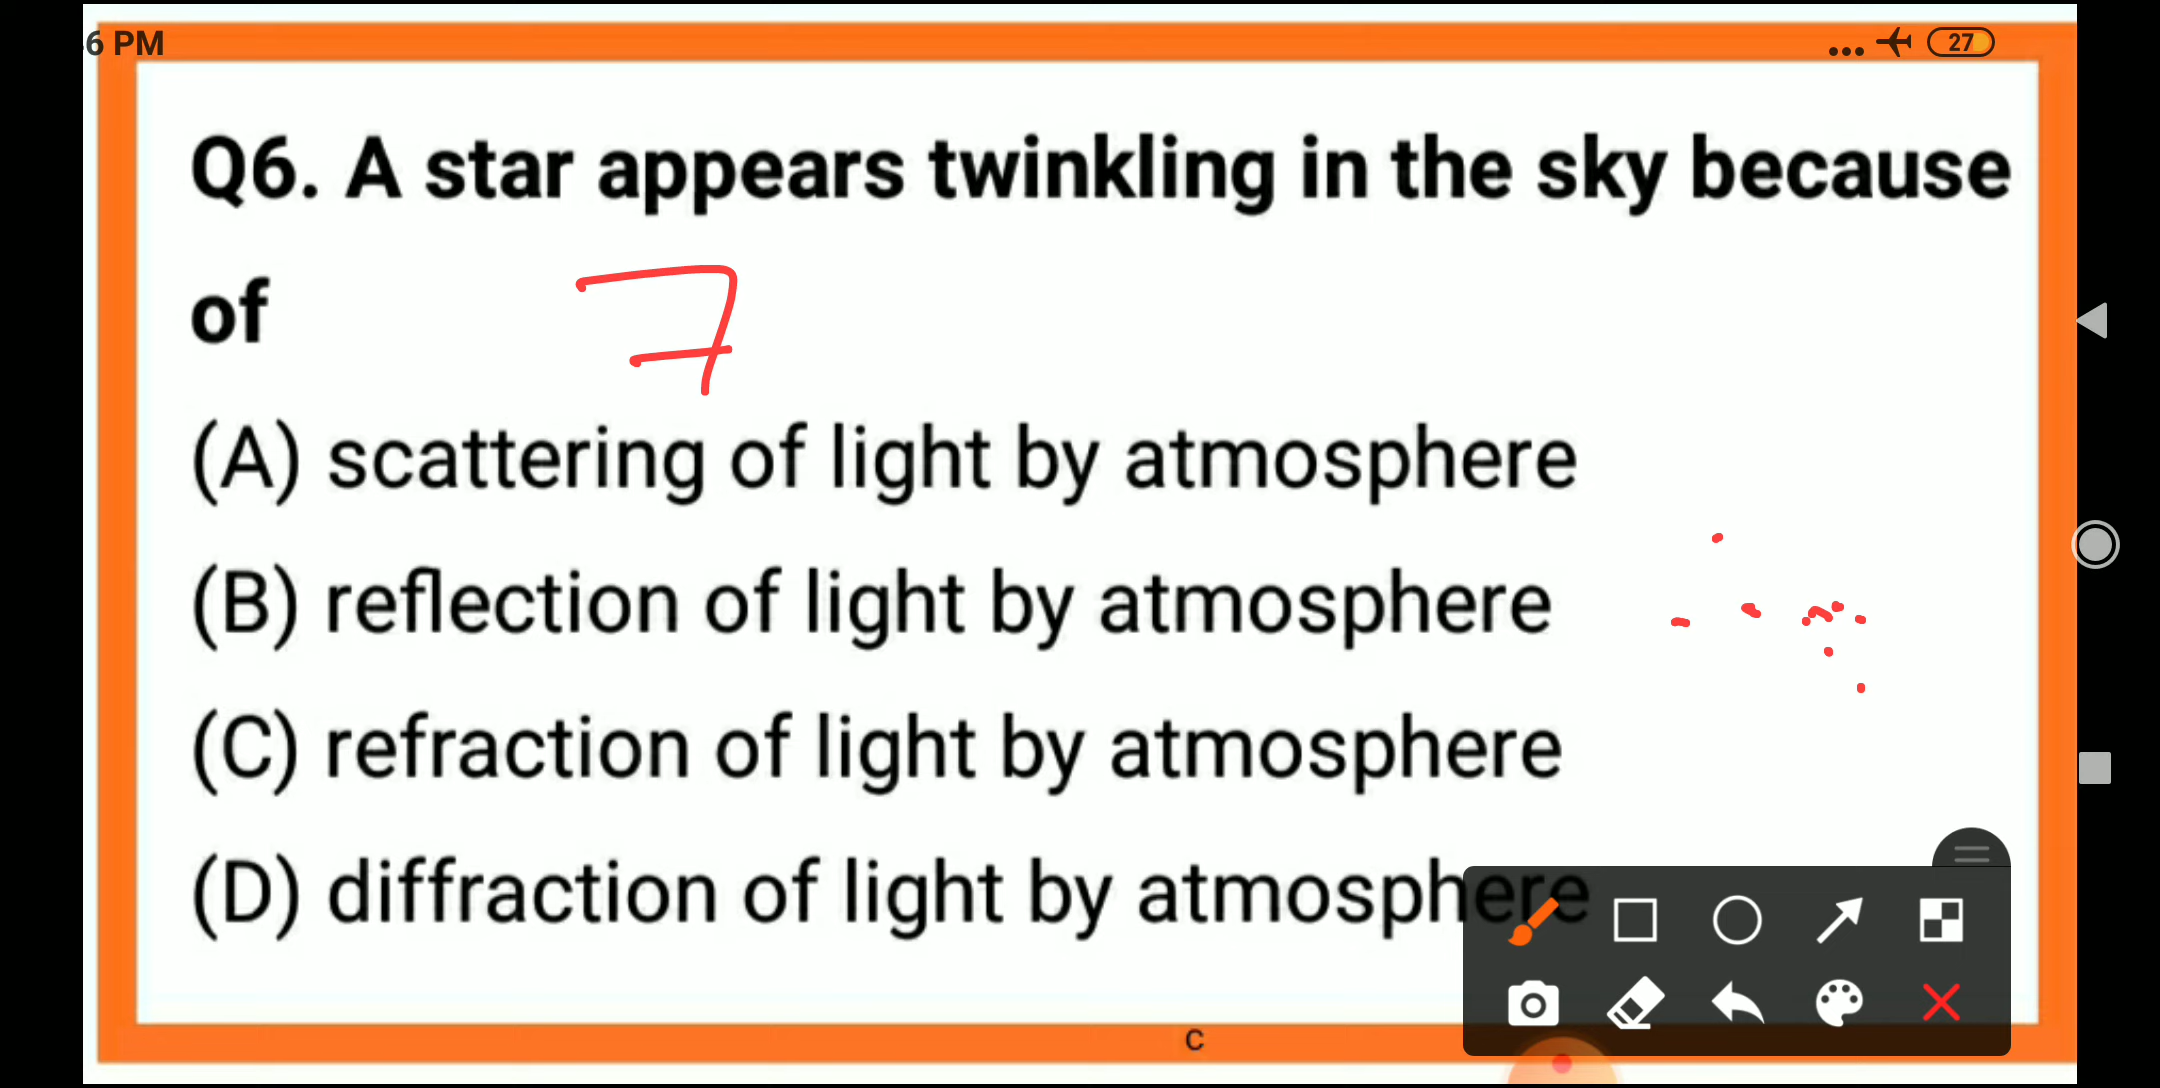 6 PM
27
Q6. A star appears twinkling in the sky because
of
7
(A) scattering of light by atmosphere
(B) reflection of light by atmosphere
(C) refraction of light by atmosphere
(D) diffraction of light by atmosphere
C